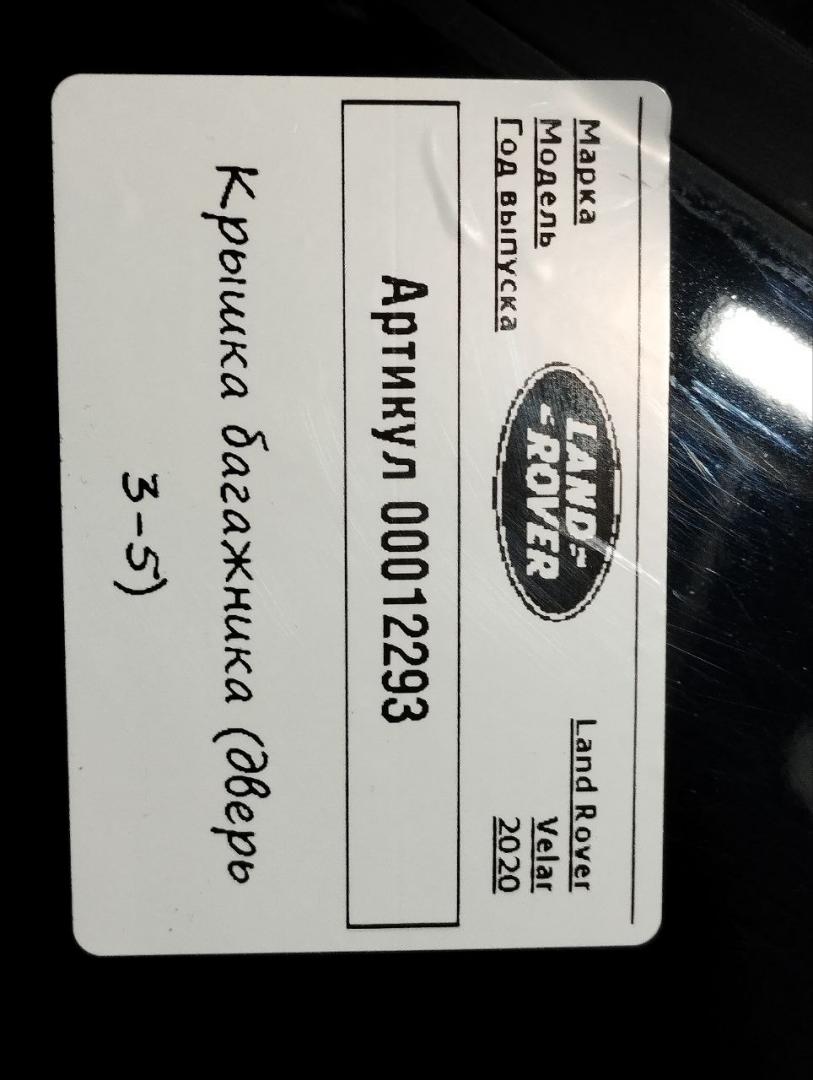 Марка Land Rover
Модель Velar
Год выпуска 2020
LAND-
-ROVER
Артикул 00012293
Крышка багажника (дверь
3-5)